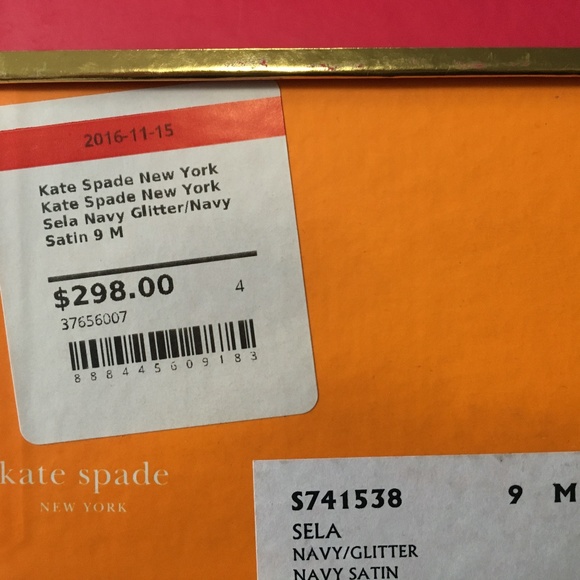 2016-11-15
Kate Spade New York
Kate Spade New York
Sela Navy Glitter/Navy
Satin 9 M
$298.00 4
37656007
888445609183
kate spade
NEW YORK
S741538 9 M
SELA
NAVY/GLITTER
NAVY SATIN